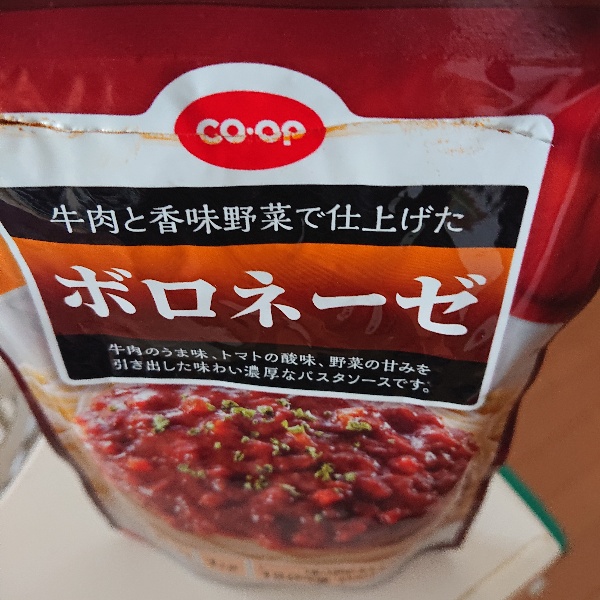 CO·OP
牛肉と香味野菜で仕上げた
ボロネーゼ
牛肉のうま味、トマトの酸味、野菜の甘みを
引き出した味わい濃厚なパスタソースです。